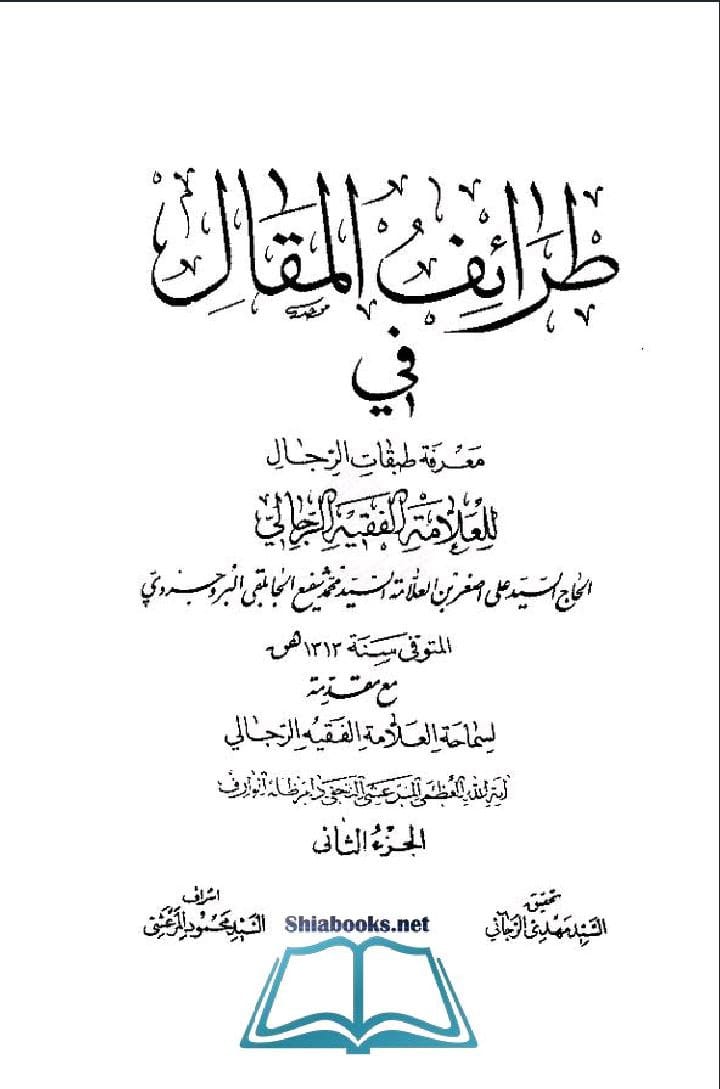 طرائف المقال
في
معرفة طبقات الرجال
للعلامة الفقيه الرجالي
الحاج السيد علي اصغر بن العلامة السيد محمد شفيع الجابلقي البروجردي
المتوفى سنة ١٣١٣ هـ
مع مقدمة
لسماحة العلامة الفقيه الرجالي
آية الله العظمى المرعشي النجفي دام ظله الوارف
الجزء الثاني
تحقيق
السيد مهدي الرجائي
اشراف
السيد محمود المرعشي
Shiabooks.net